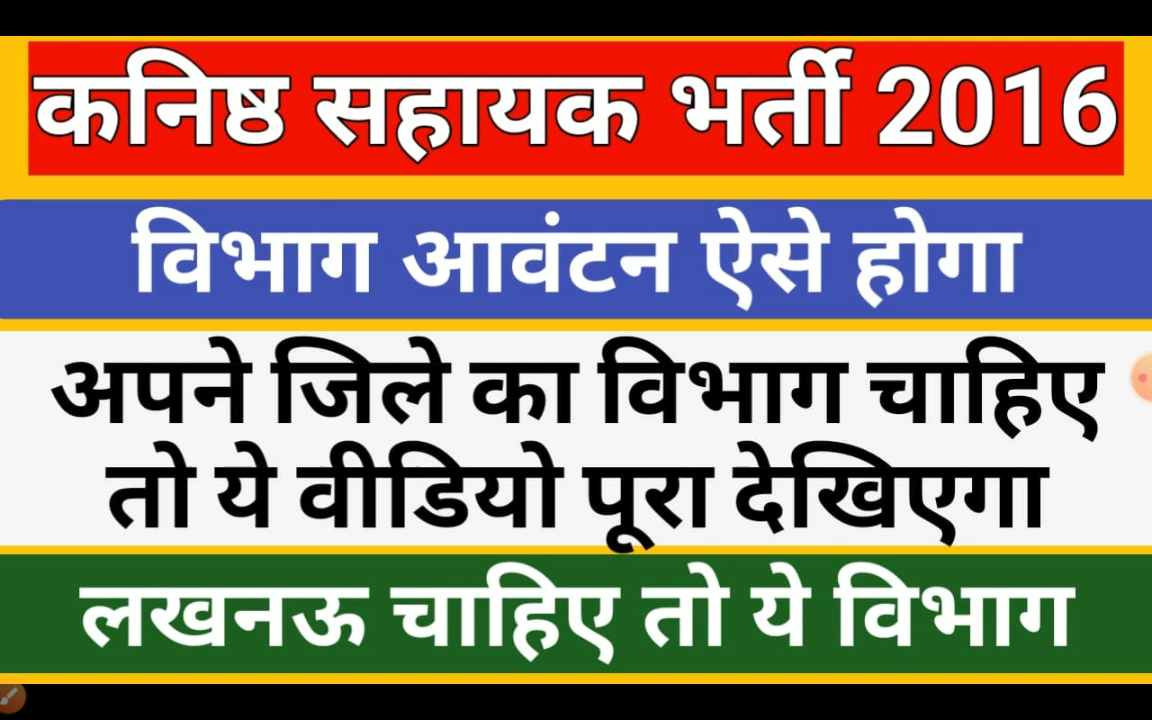 कनिष्ठ सहायक भर्ती 2016
विभाग आवंटन ऐसे होगा
अपने जिले का विभाग चाहिए
तो ये वीडियो पूरा देखिएगा
लखनऊ चाहिए तो ये विभाग